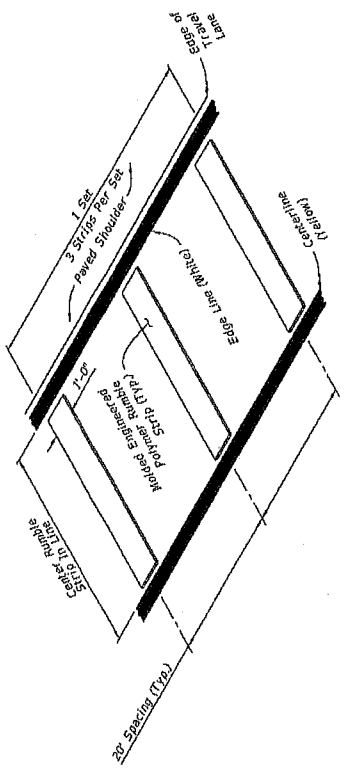 Edge of
Travel
Lane
1 Set
3 Strips Per Set
Paved Shoulder
Edge Line (White)
Centerline
(Yellow)
1'-0"
Molded Engineered
Polymer Rumble
Strip (Typ.)
Center Rumble
Strip In Line
20' Spacing (Typ.)